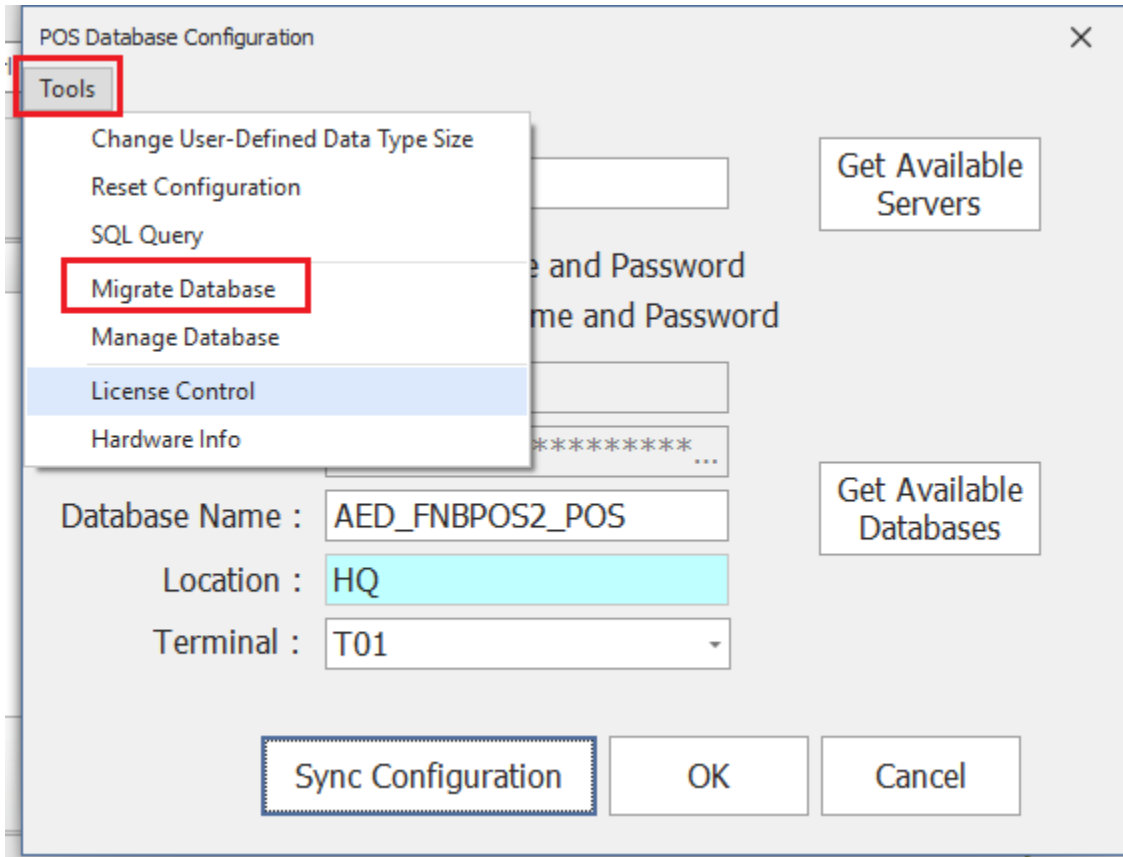 POS Database Configuration
Tools
Change User-Defined Data Type Size
Reset Configuration
SQL Query
Migrate Database
Manage Database
License Control
Hardware Info
Get Available
Servers
and Password
me and Password
*********...
Get Available
Databases
Database Name : AED_FNBPOS2_POS
Location : HQ
Terminal : T01
Sync Configuration OK Cancel